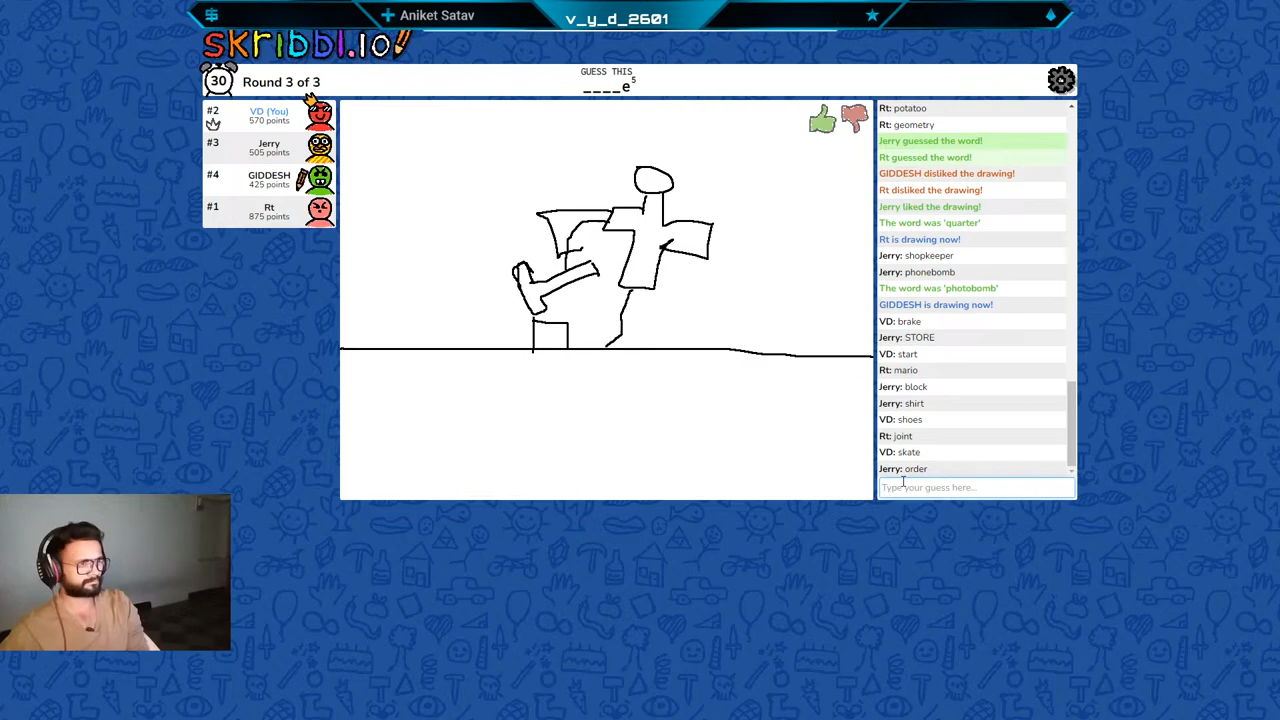 Aniket Satav
v_y_d_2601
skribbl.io
30
Round 3 of 3
GUESS THIS
____e5
#2
VD (You)
570 points
#3
Jerry
505 points
#4
GIDDESH
425 points
#1
Rt
875 points
Rt: potatoo
Rt: geometry
Jerry guessed the word!
Rt guessed the word!
GIDDESH disliked the drawing!
Rt disliked the drawing!
Jerry liked the drawing!
The word was 'quarter'
Rt is drawing now!
Jerry: shopkeeper
Jerry: phonebomb
The word was 'photobomb'
GIDDESH is drawing now!
VD: brake
Jerry: STORE
VD: start
Rt: mario
Jerry: block
Jerry: shirt
VD: shoes
Rt: joint
VD: skate
Jerry: order
Type your guess here...